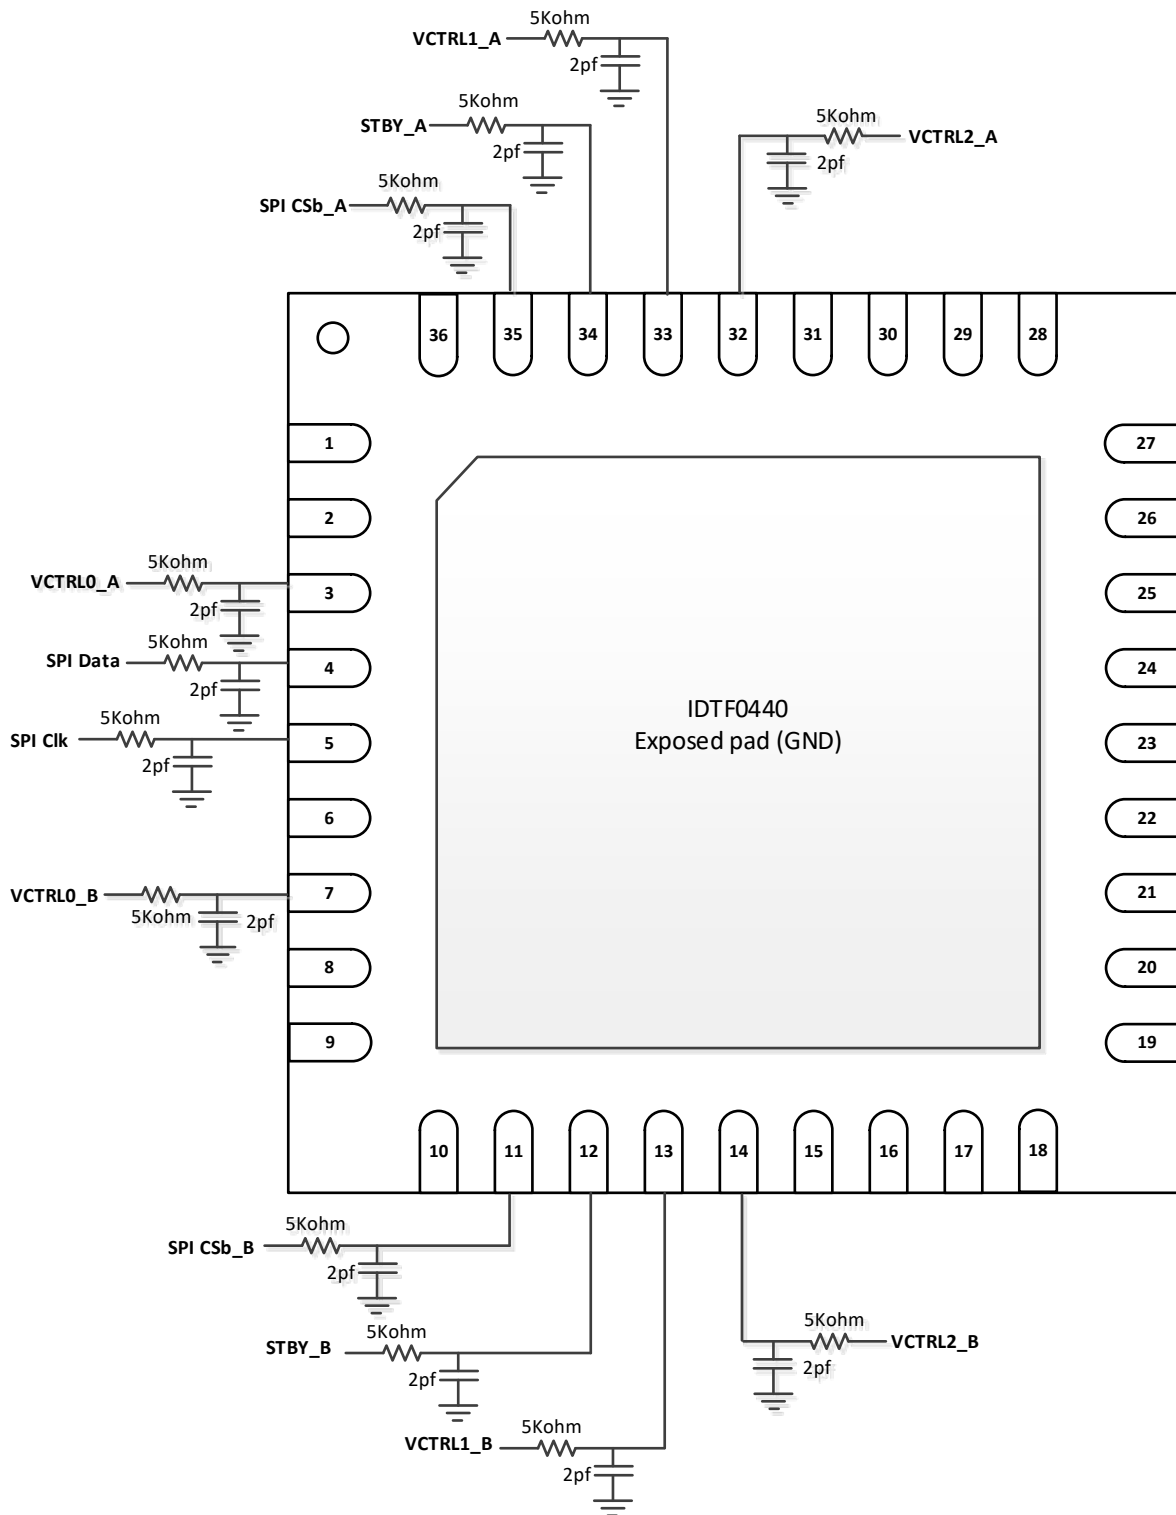 5Kohm
VCTRL1_A
2pf
5Kohm
STBY_A
2pf
5Kohm
VCTRL2_A
2pf
5Kohm
SPI CSb_A
2pf
36
35
34
33
32
31
30
29
28
1
27
2
26
5Kohm
VCTRL0_A
2pf
3
25
5Kohm
SPI Data
2pf
4
24
IDTF0440
Exposed pad (GND)
5Kohm
SPI Clk
2pf
5
23
6
22
VCTRL0_B
5Kohm
2pf
7
21
8
20
9
19
10
11
12
13
14
15
16
17
18
5Kohm
SPI CSb_B
2pf
5Kohm
STBY_B
2pf
5Kohm
VCTRL2_B
2pf
5Kohm
VCTRL1_B
2pf